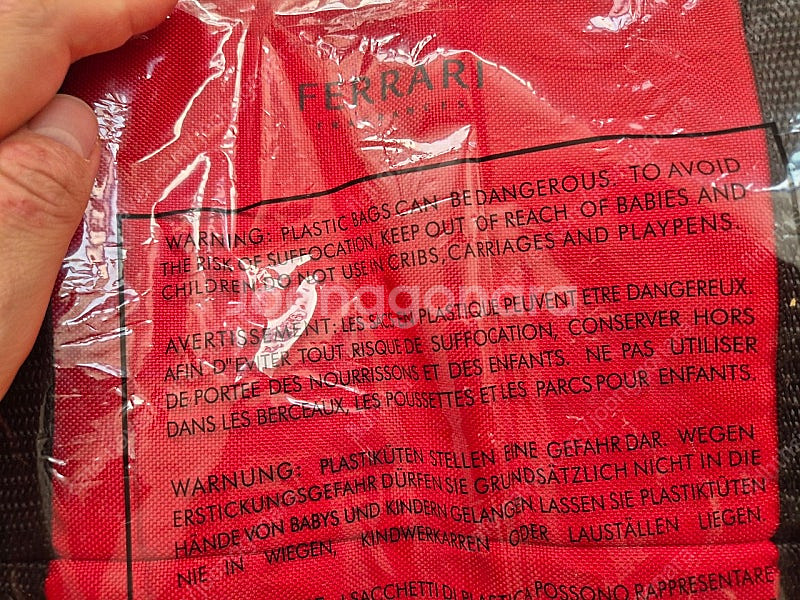 FERRARI
WARNING: PLASTIC BAGS CAN BE DANGEROUS. TO AVOID
THE RISK OF SUFFOCATION, KEEP OUT OF REACH OF BABIES AND
CHILDREN DO NOT USE IN CRIBS, CARRIAGES AND PLAYPENS.
AVERTISSEMENT: LES SACS EM PLASTIQUE PEUVENT ETRE DANGEREUX.
AFIN D"EVITER TOUT RISQUE DE SUFFOCATION, CONSERVER HORS
DE PORTEE DES NOURRISSONS ET DES ENFANTS. NE PAS UTILISER
DANS LES BERCEAUX, LES POUSSETTES ET LES PARCS POUR ENFANTS.
WARNUNG: PLASTIKÜTEN STELLEN EINE GEFAHR DAR. WEGEN
ERSTICKUNGSGEFAHR DÜRFEN SIE GRUNDSÄTZLICH NICHT IN DIE
HÄNDE VON BABYS UND KINDERN GELANGEN LASSEN SIE PLASTIKTÜTEN
NIE IN WIEGEN, KINDWERKARREN ODER LAUSTÄLLEN LIEGEN
SACCHETTI DI PLASTICA POSSONO RAPPRESENTARE